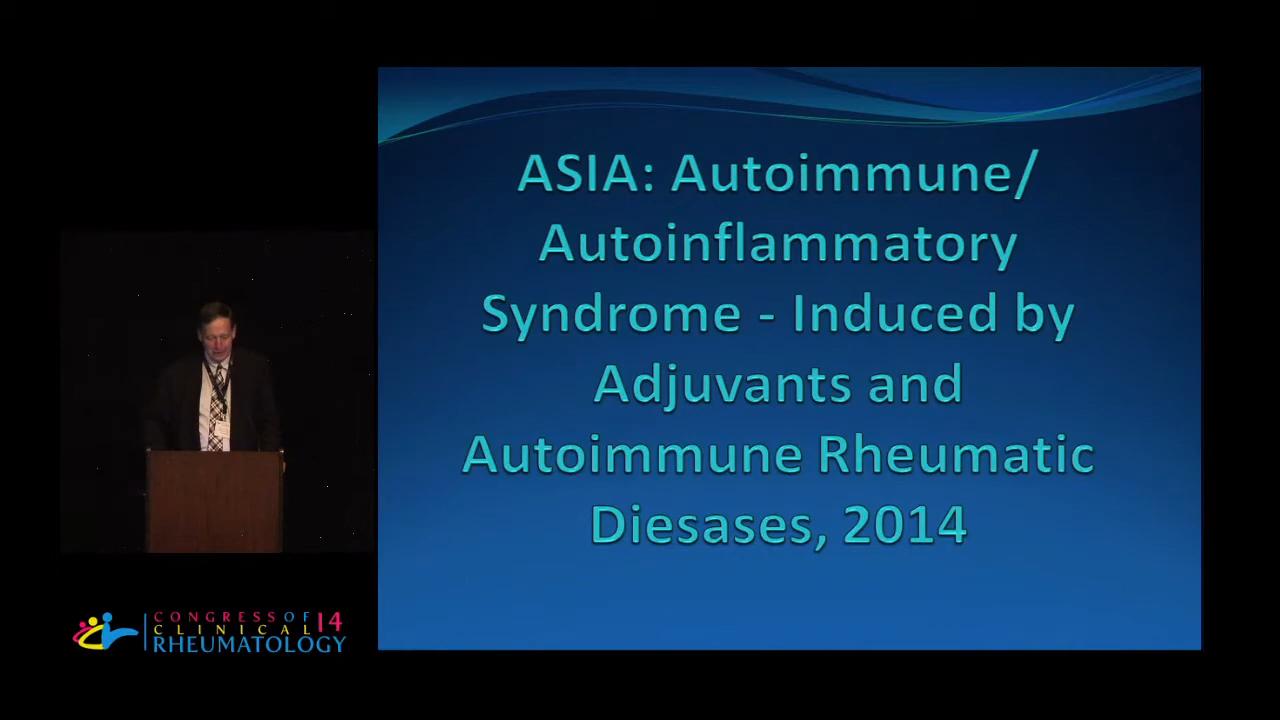 ASIA: Autoimmune/
Autoinflammatory
Syndrome - Induced by
Adjuvants and
Autoimmune Rheumatic
Diesases, 2014
CONGRESS OF
CLINICAL 14
RHEUMATOLOGY